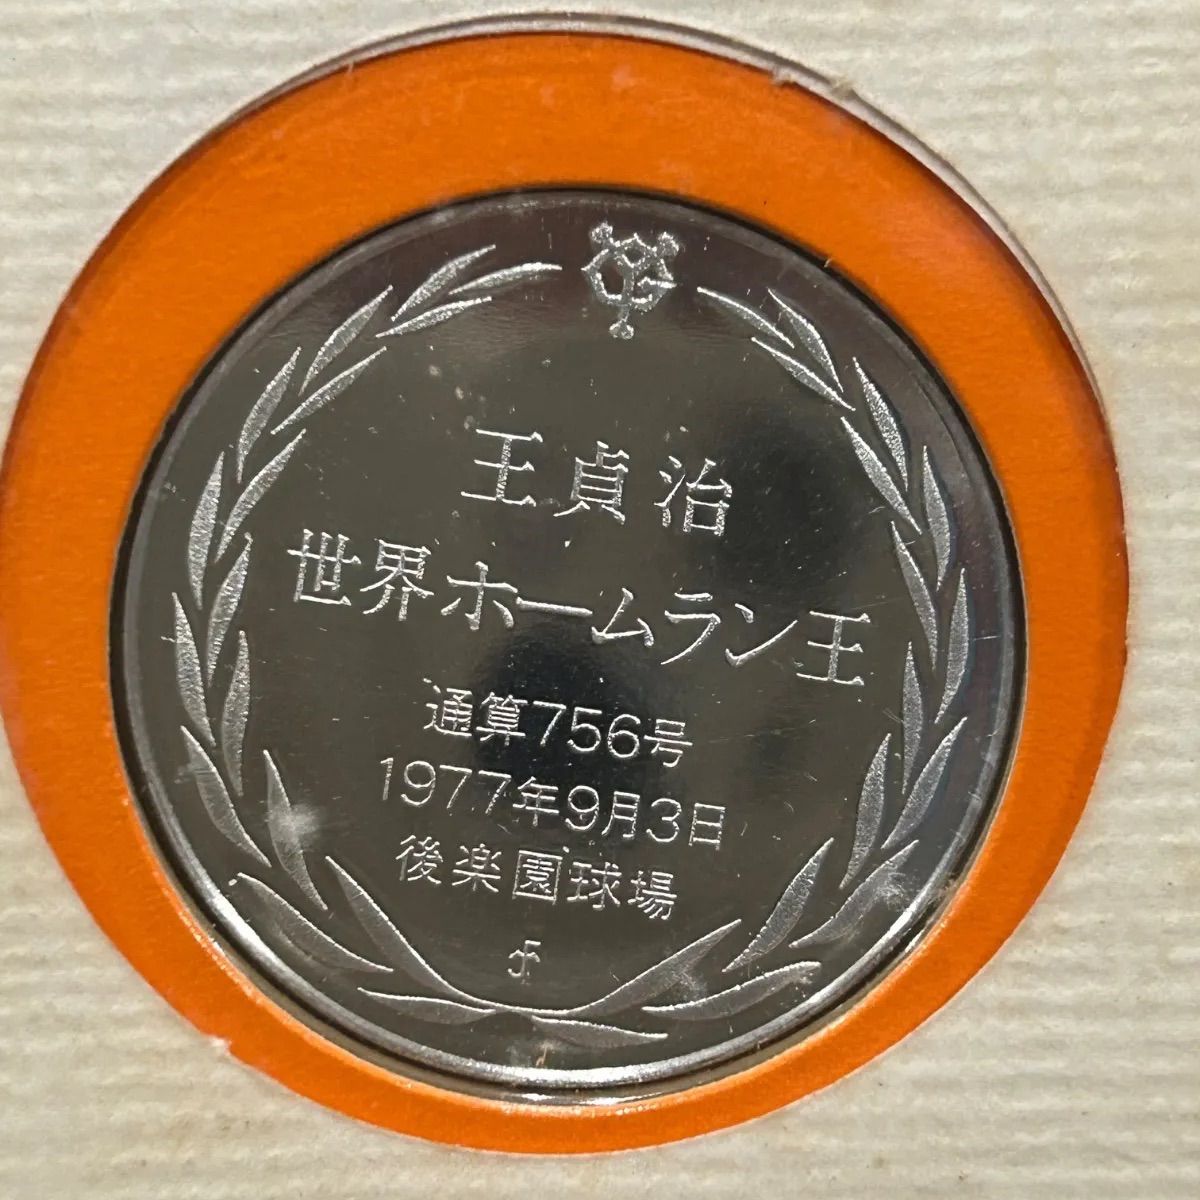 王貞治
世界ホームラン王
通算756号
1977年9月3日
後楽園球場